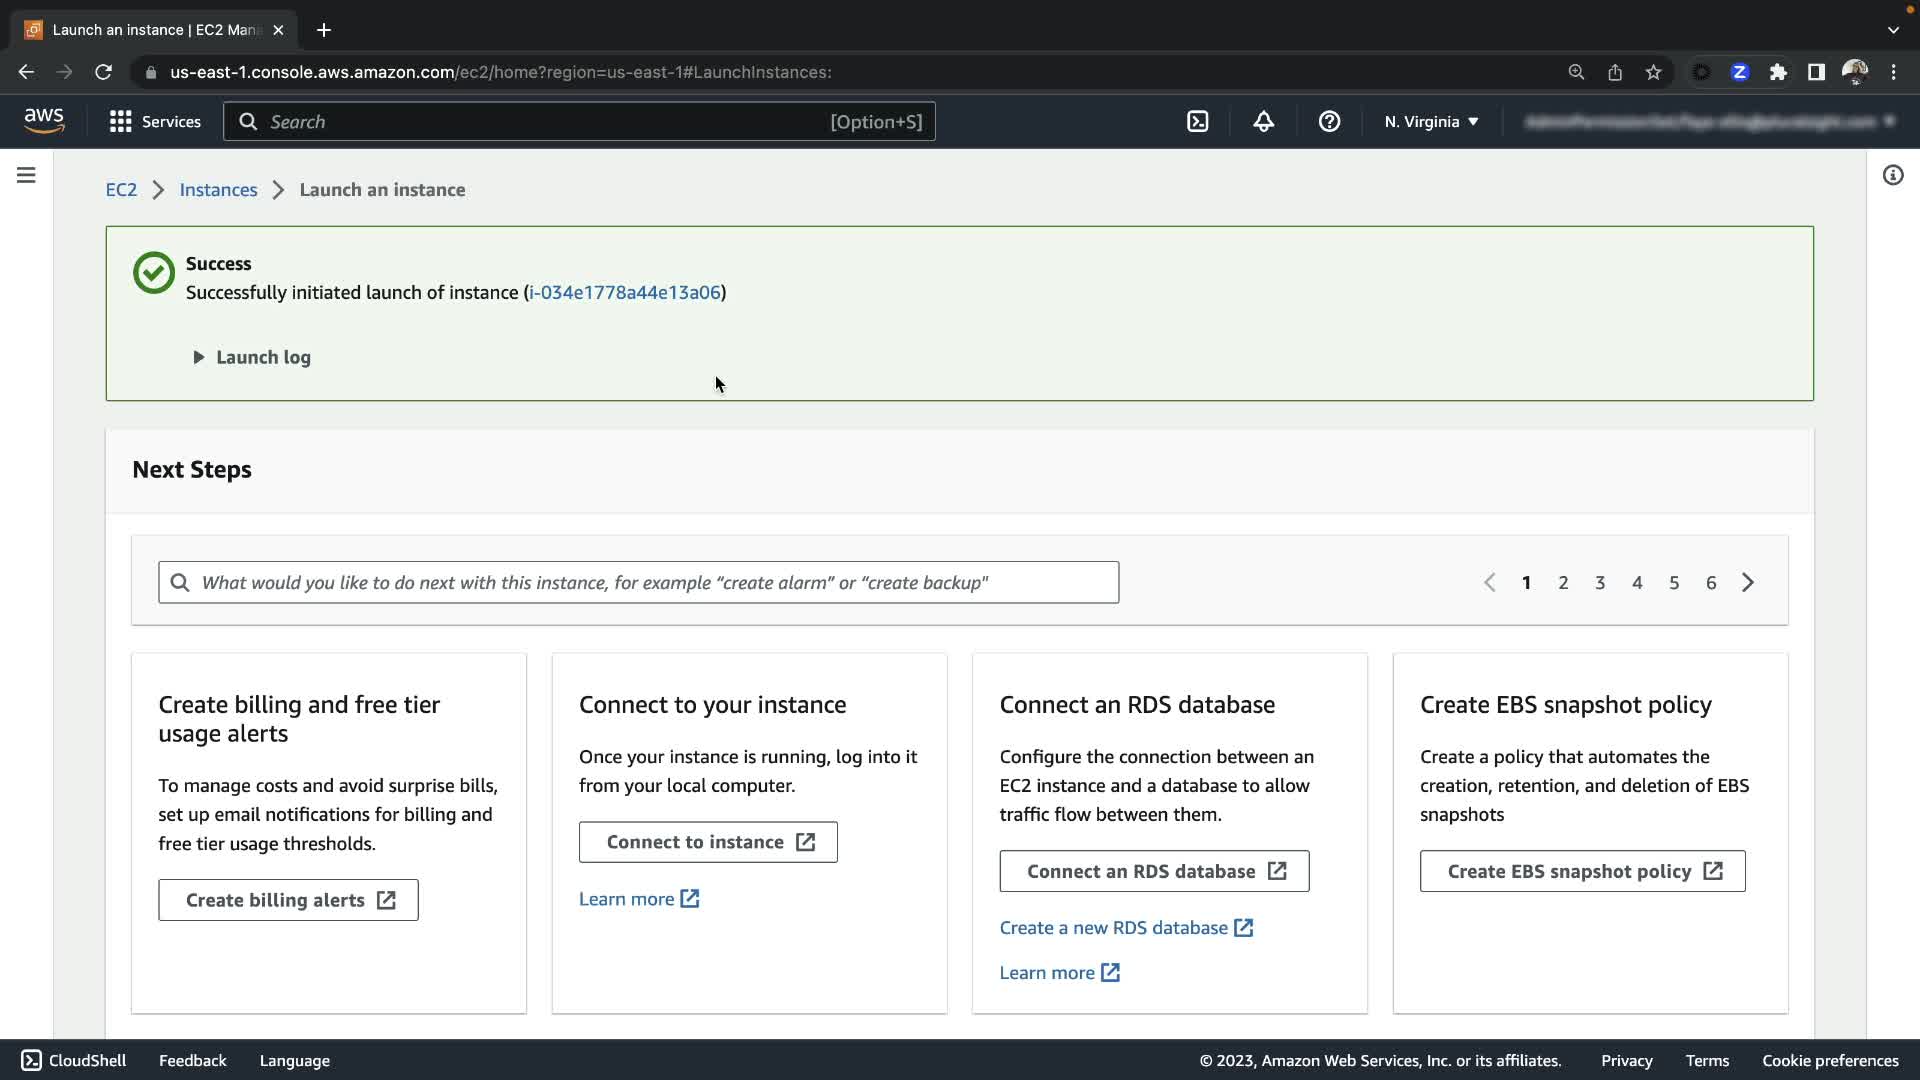 Launch an instance | EC2 Man
us-east-1.console.aws.amazon.com/ec2/home?region=us-east-1#LaunchInstances:
aws
Services
Search
[Option+S]
N. Virginia
EC2 > Instances > Launch an instance
Success
Successfully initiated launch of instance (i-034e1778a44e13a06)
Launch log
Next Steps
What would you like to do next with this instance, for example “create alarm” or “create backup"
1 2 3 4 5 6
Create billing and free tier
usage alerts
To manage costs and avoid surprise bills,
set up email notifications for billing and
free tier usage thresholds.
Create billing alerts
Connect to your instance
Once your instance is running, log into it
from your local computer.
Connect to instance
Learn more
Connect an RDS database
Configure the connection between an
EC2 instance and a database to allow
traffic flow between them.
Connect an RDS database
Create a new RDS database
Learn more
Create EBS snapshot policy
Create a policy that automates the
creation, retention, and deletion of EBS
snapshots
Create EBS snapshot policy
CloudShell
Feedback
Language
© 2023, Amazon Web Services, Inc. or its affiliates.
Privacy
Terms
Cookie preferences